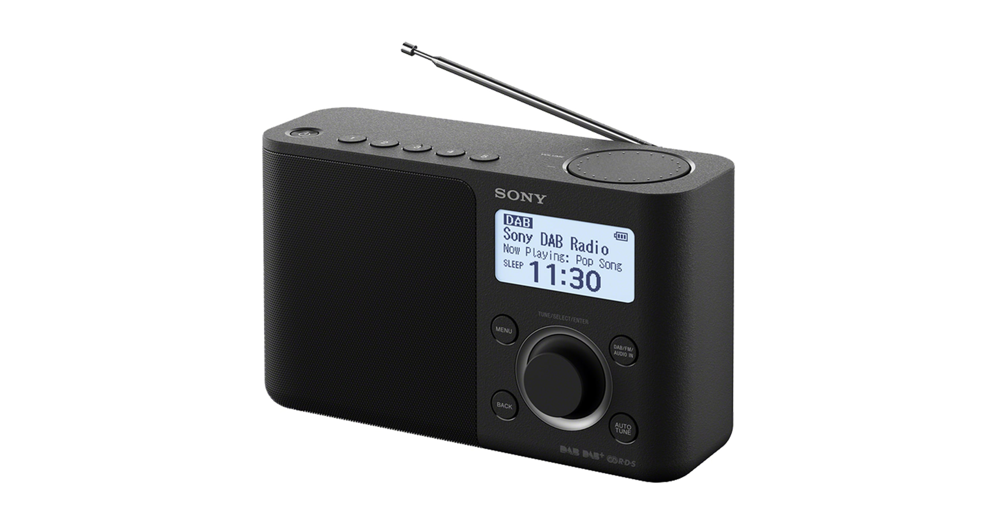 1 2 3 4 5
VOLUME
+
-
SONY
DAB
Sony DAB Radio
Now Playing: Pop Song
SLEEP 11:30
TUNE/SELECT/ENTER
MENU
DAB/FM/
AUDIO IN
BACK
AUTO
TUNE
DAB DAB+ R·D·S